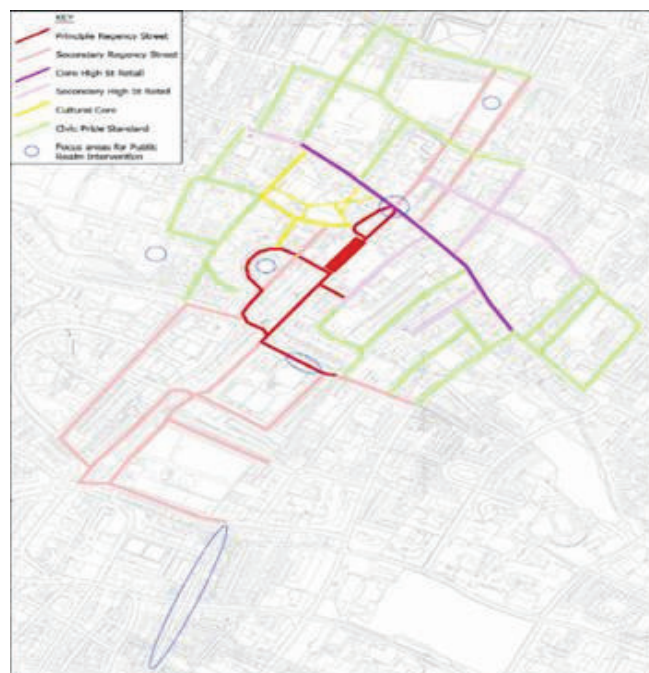 KEY
Principle Regency Street
Secondary Regency Street
Core High St Retail
Secondary High St Retail
Cultural Core
Civic Pride Standard
Focus areas for Public
Realm Intervention